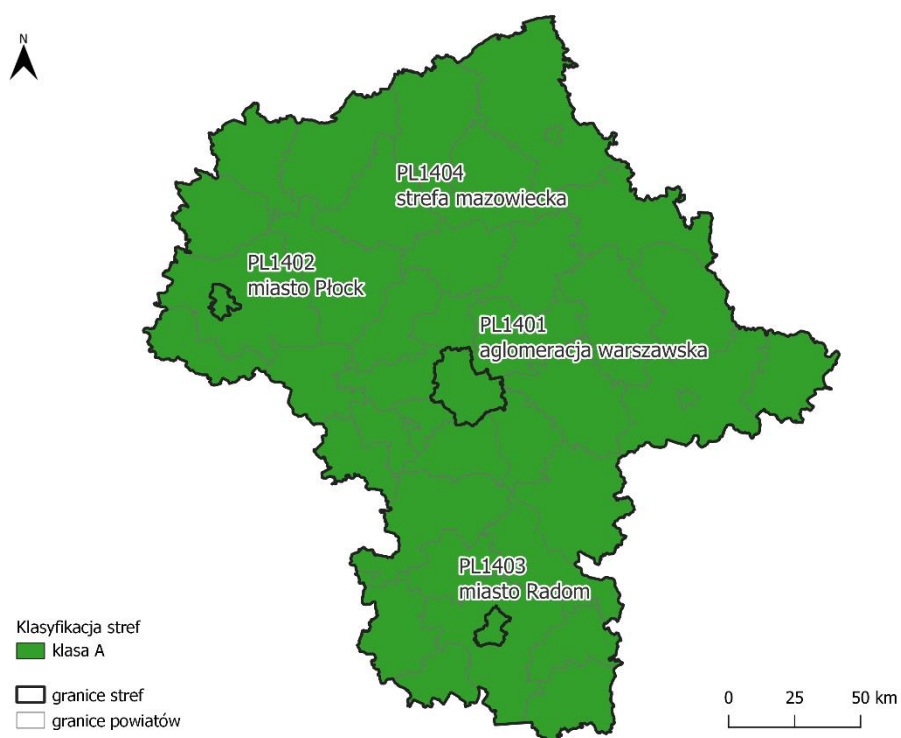 N
PL1404
strefa mazowiecka
PL1402
miasto Płock
PL1401
aglomeracja warszawska
PL1403
miasto Radom
Klasyfikacja stref
klasa A
granice stref
granice powiatów
0 25 50 km